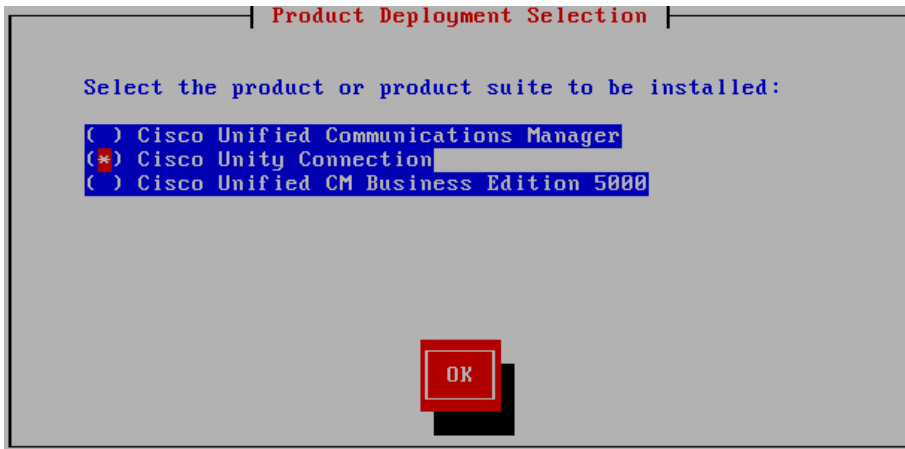 Product Deployment Selection
Select the product or product suite to be installed:
( ) Cisco Unified Communications Manager
(*) Cisco Unity Connection
( ) Cisco Unified CM Business Edition 5000
OK